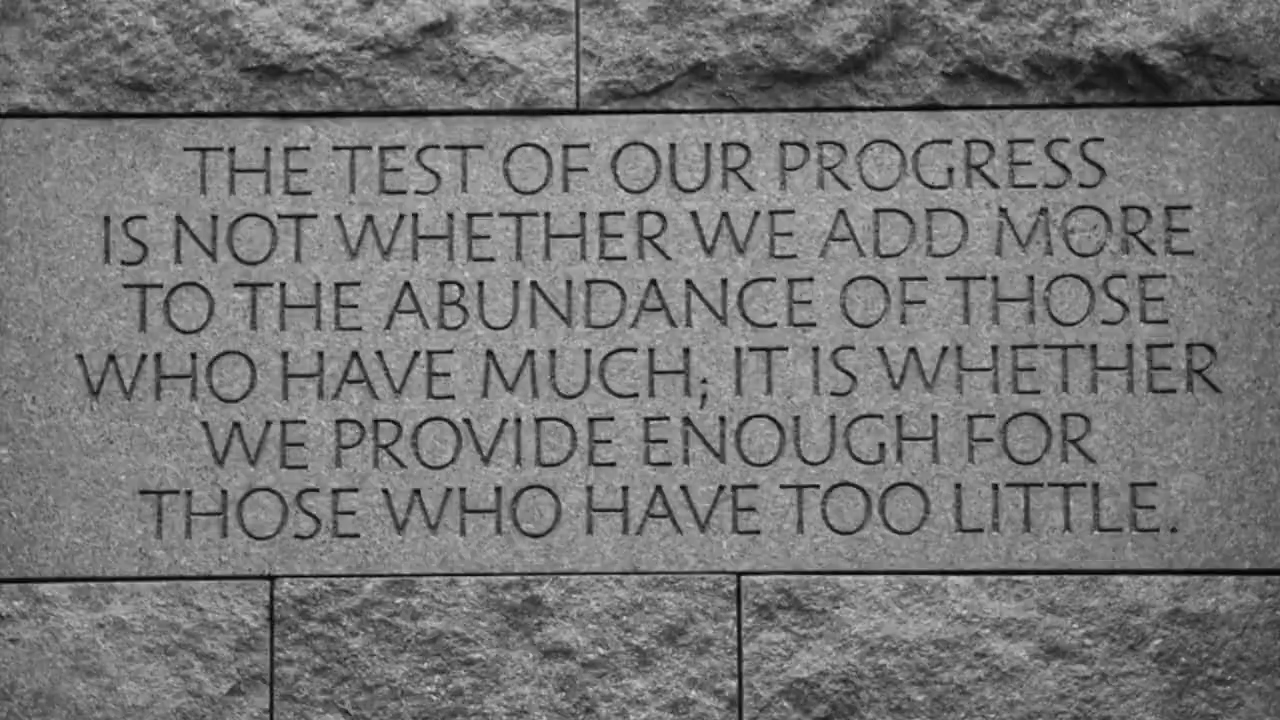 THE TEST OF OUR PROGRESS
IS NOT WHETHER WE ADD MORE
TO THE ABUNDANCE OF THOSE
WHO HAVE MUCH; IT IS WHETHER
WE PROVIDE ENOUGH FOR
THOSE WHO HAVE TOO LITTLE.